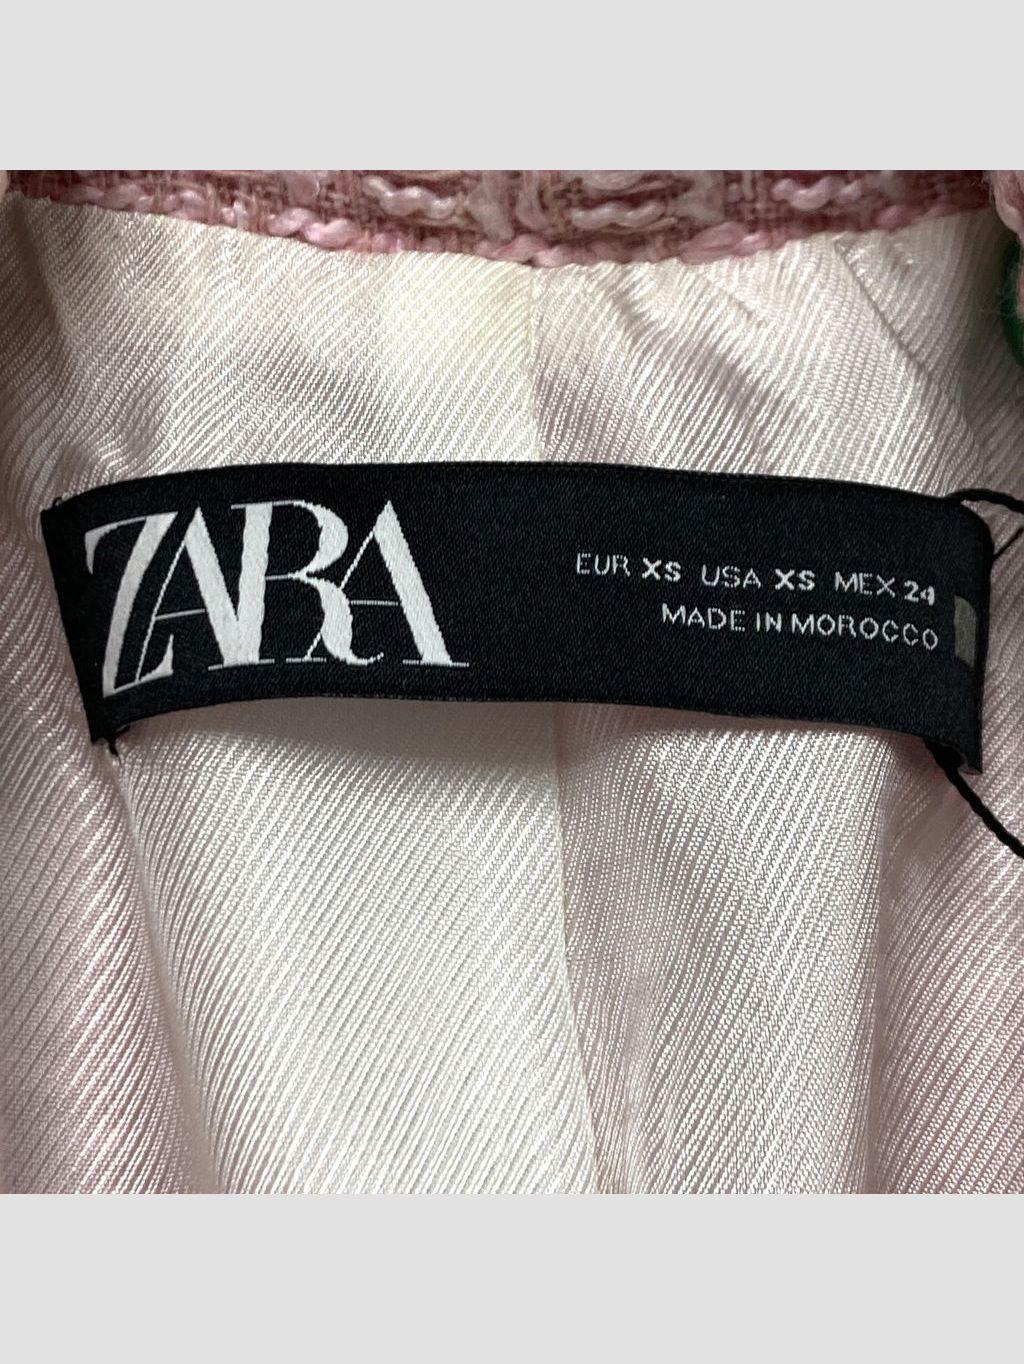 ZARA
EUR XS USA XS MEX 24
MADE IN MOROCCO